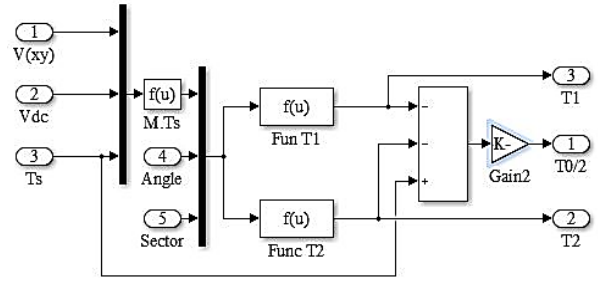 1
V(xy)
2
Vdc
3
Ts
f(u)
M.Ts
4
Angle
5
Sector
f(u)
Fun T1
f(u)
Func T2
−
−
+
K-
Gain2
3
T1
1
T0/2
2
T2